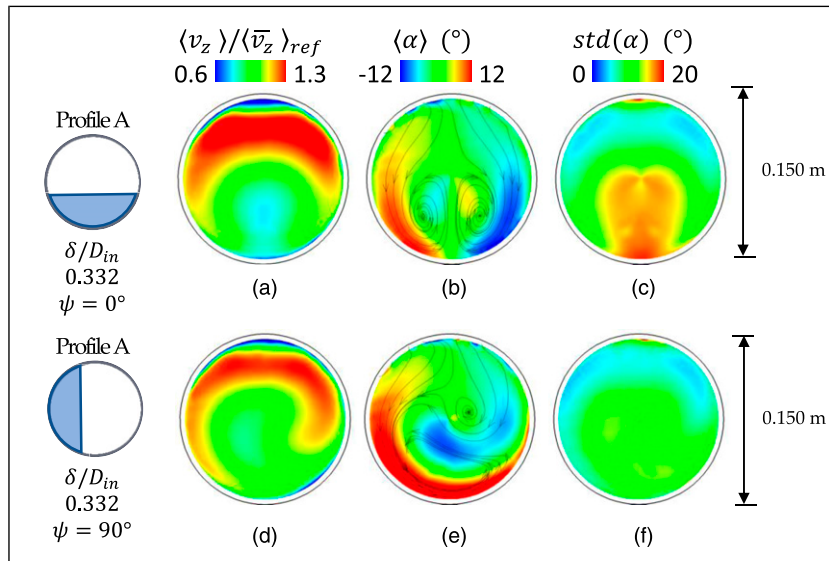 ⟨v_z⟩/⟨v̅_z⟩_ref ⟨α⟩ (°) std(α) (°)
0.6 1.3 -12 12 0 20
Profile A
0.150 m
δ/D_in
0.332
ψ = 0°
(a) (b) (c)
Profile A
0.150 m
δ/D_in
0.332
ψ = 90°
(d) (e) (f)